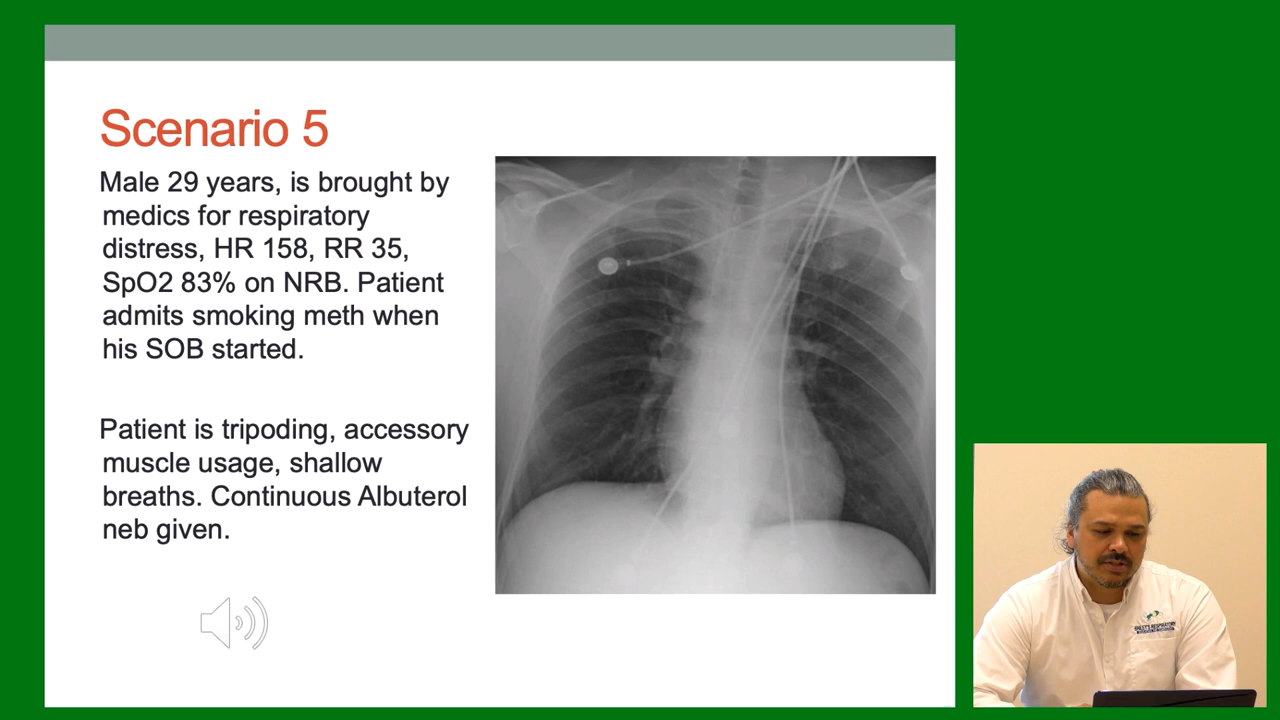 Scenario 5
Male 29 years, is brought by
medics for respiratory
distress, HR 158, RR 35,
SpO2 83% on NRB. Patient
admits smoking meth when
his SOB started.
Patient is tripoding, accessory
muscle usage, shallow
breaths. Continuous Albuterol
neb given.